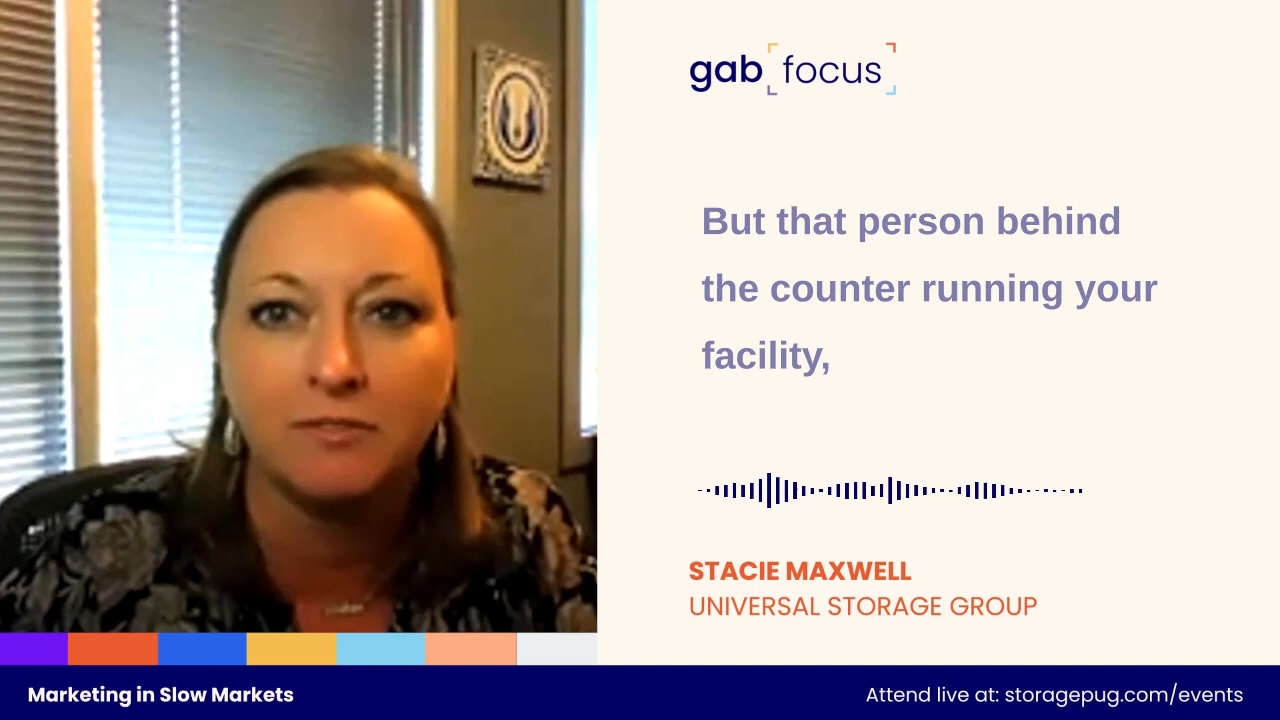 gab focus
But that person behind
the counter running your
facility,
STACIE MAXWELL
UNIVERSAL STORAGE GROUP
Marketing in Slow Markets
Attend live at: storagepug.com/events